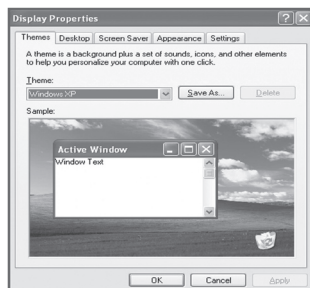 Display Properties
Themes Desktop Screen Saver Appearance Settings
A theme is a background plus a set of sounds, icons, and other elements
to help you personalize your computer with one click.
Theme:
Windows XP Save As... Delete
Sample:
Active Window
Window Text
OK Cancel Apply